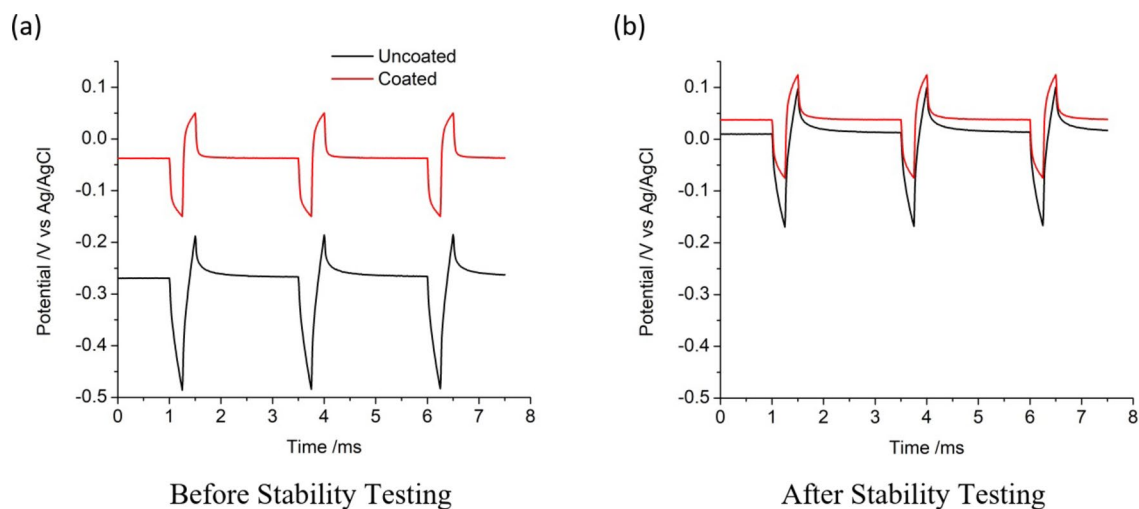 (a)
Uncoated
Coated
0.1
0.0
-0.1
-0.2
-0.3
-0.4
-0.5
Potential /V vs Ag/AgCl
0 1 2 3 4 5 6 7 8
Time /ms
Before Stability Testing
(b)
0.1
0.0
-0.1
-0.2
-0.3
-0.4
-0.5
Potential /V vs Ag/AgCl
0 1 2 3 4 5 6 7 8
Time /ms
After Stability Testing